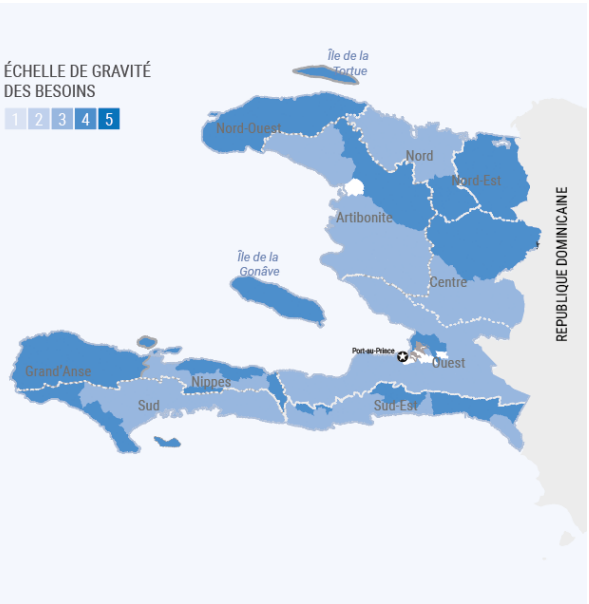 ÉCHELLE DE GRAVITÉ
DES BESOINS
1 2 3 4 5
Île de la
Tortue
Nord-Ouest
Nord
Nord-Est
Artibonite
Île de la
Gonâve
Centre
REPUBLIQUE DOMINICAINE
Port-au-Prince
Ouest
Grand'Anse
Nippes
Sud
Sud-Est